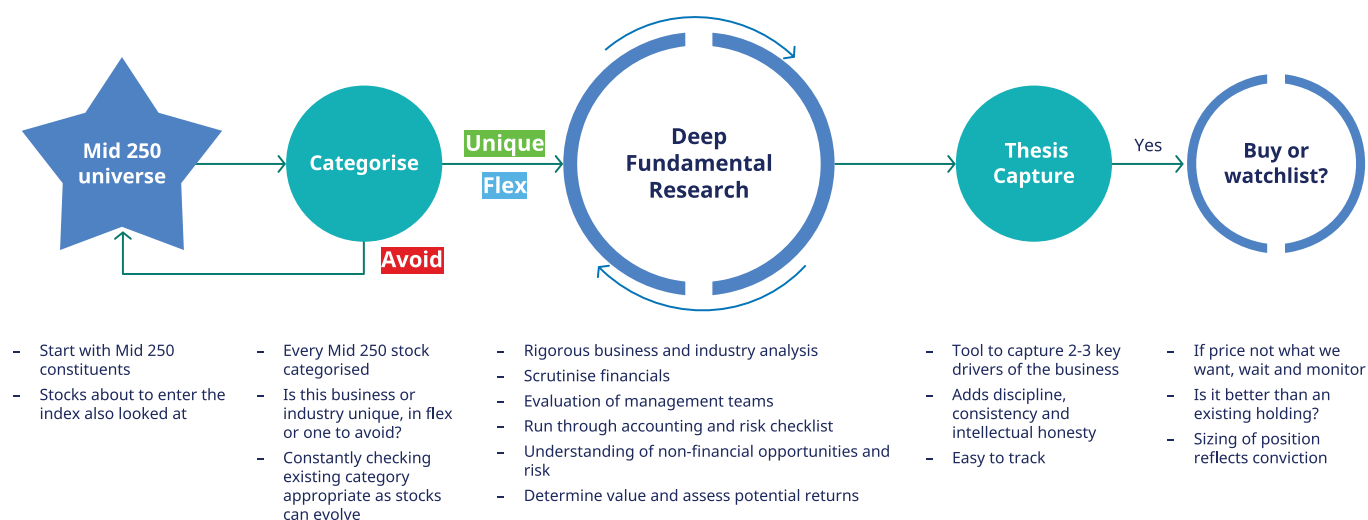 Mid 250
universe
Categorise
Unique
Flex
Avoid
Deep
Fundamental
Research
Thesis
Capture
Yes
Buy or
watchlist?
– Start with Mid 250
constituents
– Stocks about to enter the
index also looked at
– Every Mid 250 stock
categorised
– Is this business or
industry unique, in flex
or one to avoid?
– Constantly checking
existing category
appropriate as stocks
can evolve
– Rigorous business and industry analysis
– Scrutinise financials
– Evaluation of management teams
– Run through accounting and risk checklist
– Understanding of non-financial opportunities and
risk
– Determine value and assess potential returns
– Tool to capture 2-3 key
drivers of the business
– Adds discipline,
consistency and
intellectual honesty
– Easy to track
– If price not what we
want, wait and monitor
– Is it better than an
existing holding?
– Sizing of position
reflects conviction